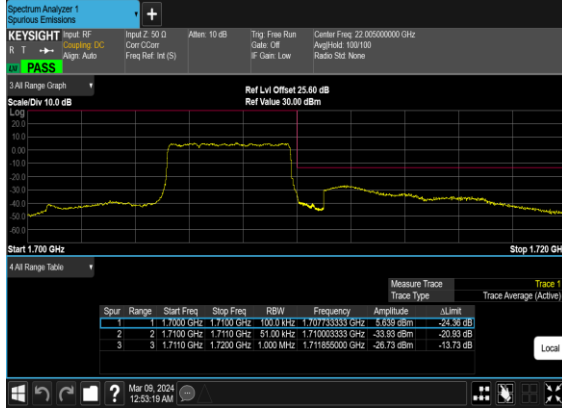 Spectrum Analyzer 1
Spurious Emissions
+
KEYSIGHT Input: RF Input Z: 50 Ω Atten: 10 dB Trig: Free Run Center Freq: 22.005000000 GHz
R T Coupling: DC Corr CCorr Gate: Off Avg|Hold: 100/100
Align: Auto Freq Ref: Int (S) IF Gain: Low Radio Std: None
PASS
3 All Range Graph Ref Lvl Offset 25.60 dB
Scale/Div 10.0 dB Ref Value 30.00 dBm
Log
20.0
10.0
0.00
-10.0
-20.0
-30.0
-40.0
-50.0
-60.0
Start 1.700 GHz Stop 1.720 GH
4 All Range Table
Measure Trace Trace 1
Trace Type Trace Average (Active)
Spur Range Start Freq Stop Freq RBW Frequency Amplitude ΔLimit
1 1 1.7000 GHz 1.7100 GHz 100.0 kHz 1.707733333 GHz 5.639 dBm -24.36 dB
2 2 1.7100 GHz 1.7110 GHz 51.00 kHz 1.710003333 GHz -33.93 dBm -20.93 dB
3 3 1.7110 GHz 1.7200 GHz 1.000 MHz 1.711855000 GHz -26.73 dBm -13.73 dB
Local
? Mar 09, 2024
12:53:19 AM